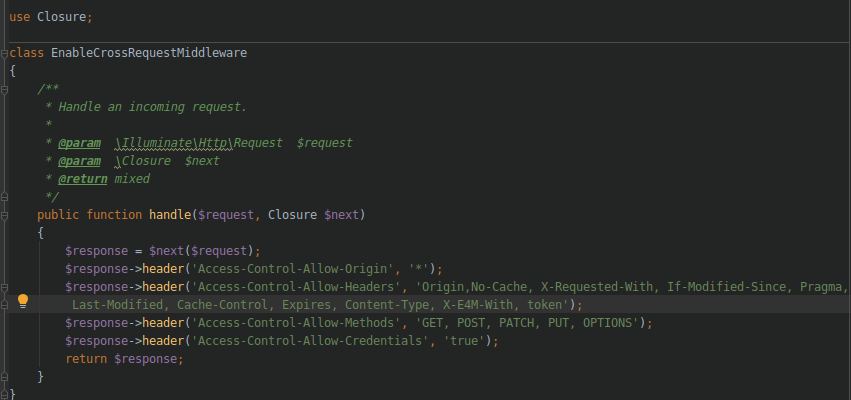 use Closure;
class EnableCrossRequestMiddleware
{
    /**
     * Handle an incoming request.
     *
     * @param  \Illuminate\Http\Request  $request
     * @param  \Closure  $next
     * @return mixed
     */
    public function handle($request, Closure $next)
    {
        $response = $next($request);
        $response->header('Access-Control-Allow-Origin', '*');
        $response->header('Access-Control-Allow-Headers', 'Origin,No-Cache, X-Requested-With, If-Modified-Since, Pragma,
         Last-Modified, Cache-Control, Expires, Content-Type, X-E4M-With, token');
        $response->header('Access-Control-Allow-Methods', 'GET, POST, PATCH, PUT, OPTIONS');
        $response->header('Access-Control-Allow-Credentials', 'true');
        return $response;
    }
}